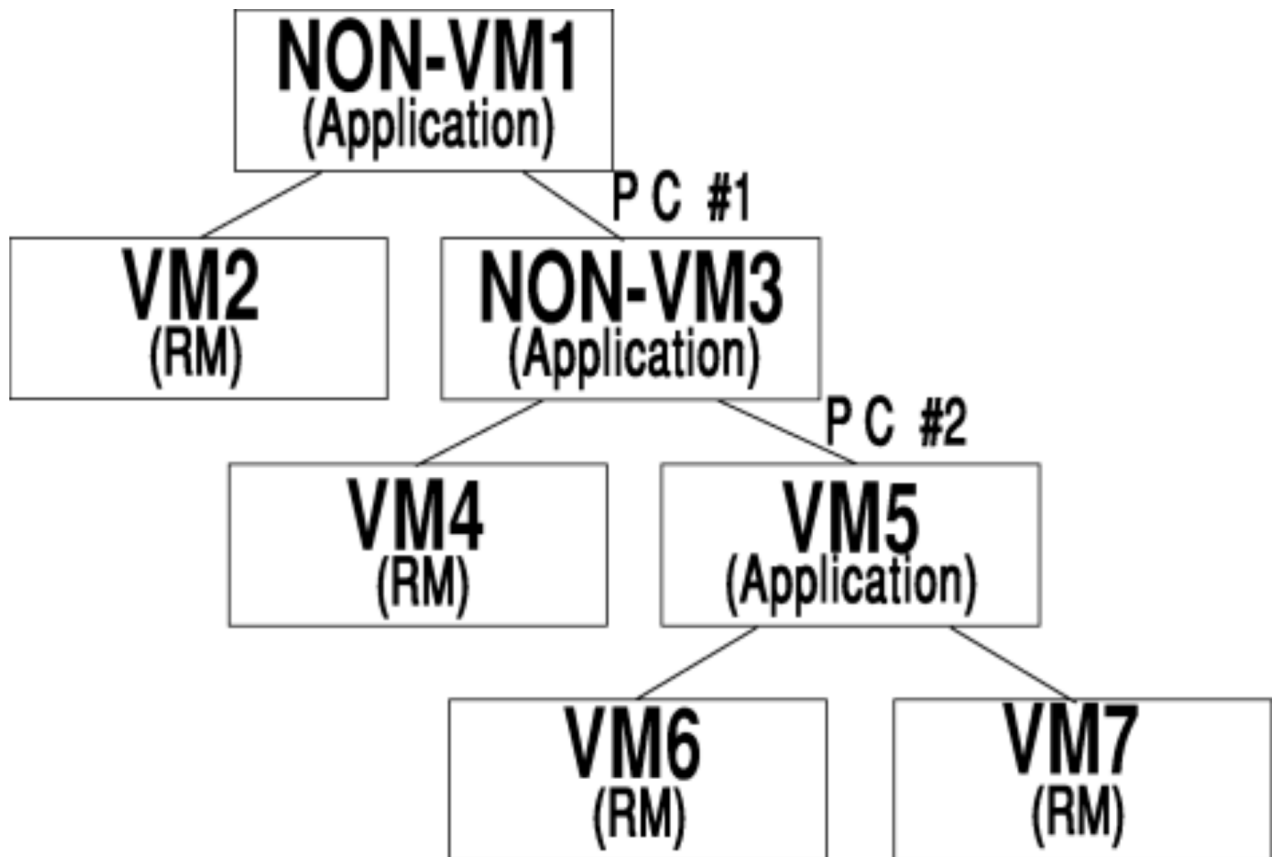 NON-VM1
(Application)
P C #1
VM2
(RM)
NON-VM3
(Application)
P C #2
VM4
(RM)
VM5
(Application)
VM6
(RM)
VM7
(RM)